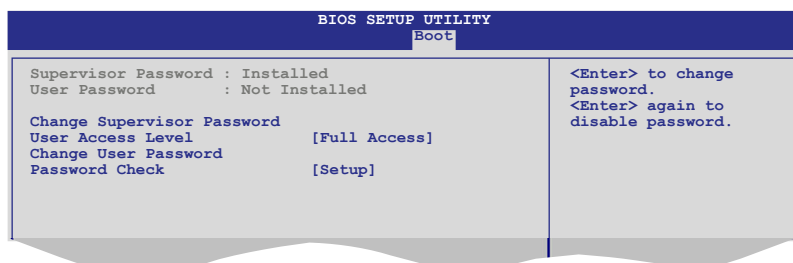 BIOS SETUP UTILITY
Boot
Supervisor Password : Installed
User Password : Not Installed
Change Supervisor Password
User Access Level [Full Access]
Change User Password
Password Check [Setup]
<Enter> to change
password.
<Enter> again to
disable password.